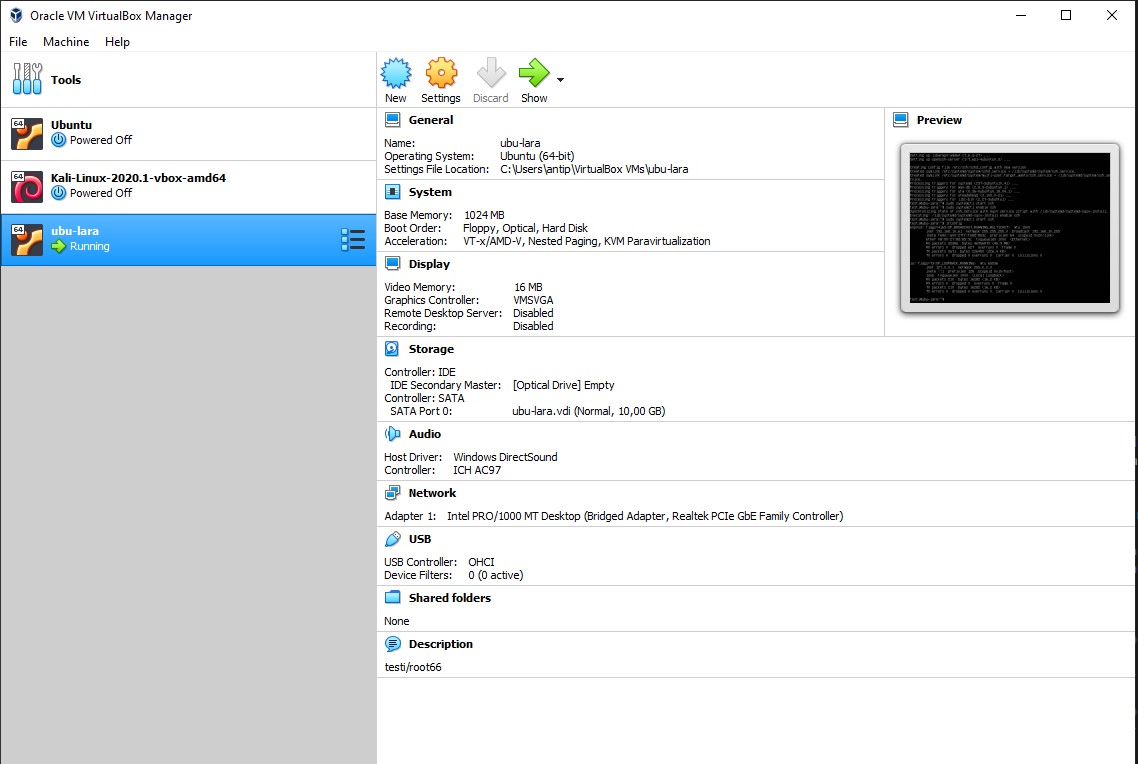 Oracle VM VirtualBox Manager
File Machine Help
Tools
64
Ubuntu
Powered Off
64
Kali-Linux-2020.1-vbox-amd64
Powered Off
64
ubu-lara
Running
New Settings Discard Show
General
Name: ubu-lara
Operating System: Ubuntu (64-bit)
Settings File Location: C:\Users\antip\VirtualBox VMs\ubu-lara
System
Base Memory: 1024 MB
Boot Order: Floppy, Optical, Hard Disk
Acceleration: VT-x/AMD-V, Nested Paging, KVM Paravirtualization
Display
Video Memory: 16 MB
Graphics Controller: VMSVGA
Remote Desktop Server: Disabled
Recording: Disabled
Preview
Storage
Controller: IDE
IDE Secondary Master: [Optical Drive] Empty
Controller: SATA
SATA Port 0: ubu-lara.vdi (Normal, 10,00 GB)
Audio
Host Driver: Windows DirectSound
Controller: ICH AC97
Network
Adapter 1: Intel PRO/1000 MT Desktop (Bridged Adapter, Realtek PCIe GbE Family Controller)
USB
USB Controller: OHCI
Device Filters: 0 (0 active)
Shared folders
None
Description
testi/root66